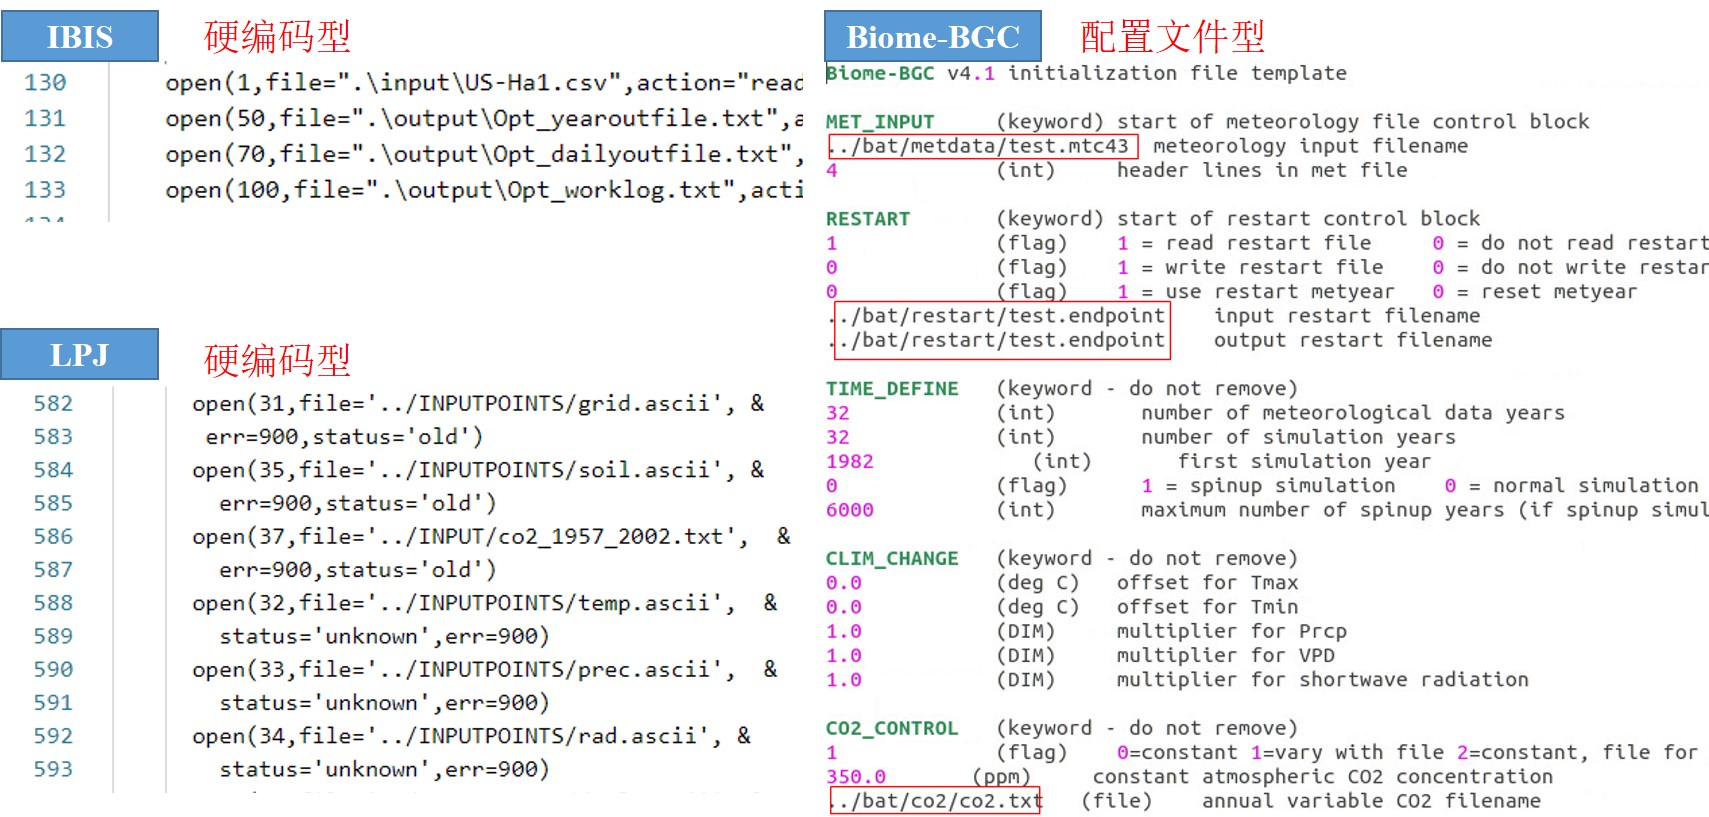 IBIS 硬编码型
130 open(1,file=".\input\US-Ha1.csv",action="read
131 open(50,file=".\output\Opt_yearoutfile.txt",a
132 open(70,file=".\output\Opt_dailyoutfile.txt",
133 open(100,file=".\output\Opt_worklog.txt",acti
LPJ 硬编码型
582 open(31,file='../INPUTPOINTS/grid.ascii', &
583 err=900,status='old')
584 open(35,file='../INPUTPOINTS/soil.ascii', &
585 err=900,status='old')
586 open(37,file='../INPUT/co2_1957_2002.txt', &
587 err=900,status='old')
588 open(32,file='../INPUTPOINTS/temp.ascii', &
589 status='unknown',err=900)
590 open(33,file='../INPUTPOINTS/prec.ascii', &
591 status='unknown',err=900)
592 open(34,file='../INPUTPOINTS/rad.ascii', &
593 status='unknown',err=900)
Biome-BGC 配置文件型
Biome-BGC v4.1 initialization file template
MET_INPUT (keyword) start of meteorology file control block
../bat/metdata/test.mtc43 meteorology input filename
4 (int) header lines in met file
RESTART (keyword) start of restart control block
1 (flag) 1 = read restart file 0 = do not read restart
0 (flag) 1 = write restart file 0 = do not write restar
0 (flag) 1 = use restart metyear 0 = reset metyear
../bat/restart/test.endpoint input restart filename
../bat/restart/test.endpoint output restart filename
TIME_DEFINE (keyword - do not remove)
32 (int) number of meteorological data years
32 (int) number of simulation years
1982 (int) first simulation year
0 (flag) 1 = spinup simulation 0 = normal simulation
6000 (int) maximum number of spinup years (if spinup simul
CLIM_CHANGE (keyword - do not remove)
0.0 (deg C) offset for Tmax
0.0 (deg C) offset for Tmin
1.0 (DIM) multiplier for Prcp
1.0 (DIM) multiplier for VPD
1.0 (DIM) multiplier for shortwave radiation
CO2_CONTROL (keyword - do not remove)
1 (flag) 0=constant 1=vary with file 2=constant, file for
350.0 (ppm) constant atmospheric CO2 concentration
../bat/co2/co2.txt (file) annual variable CO2 filename